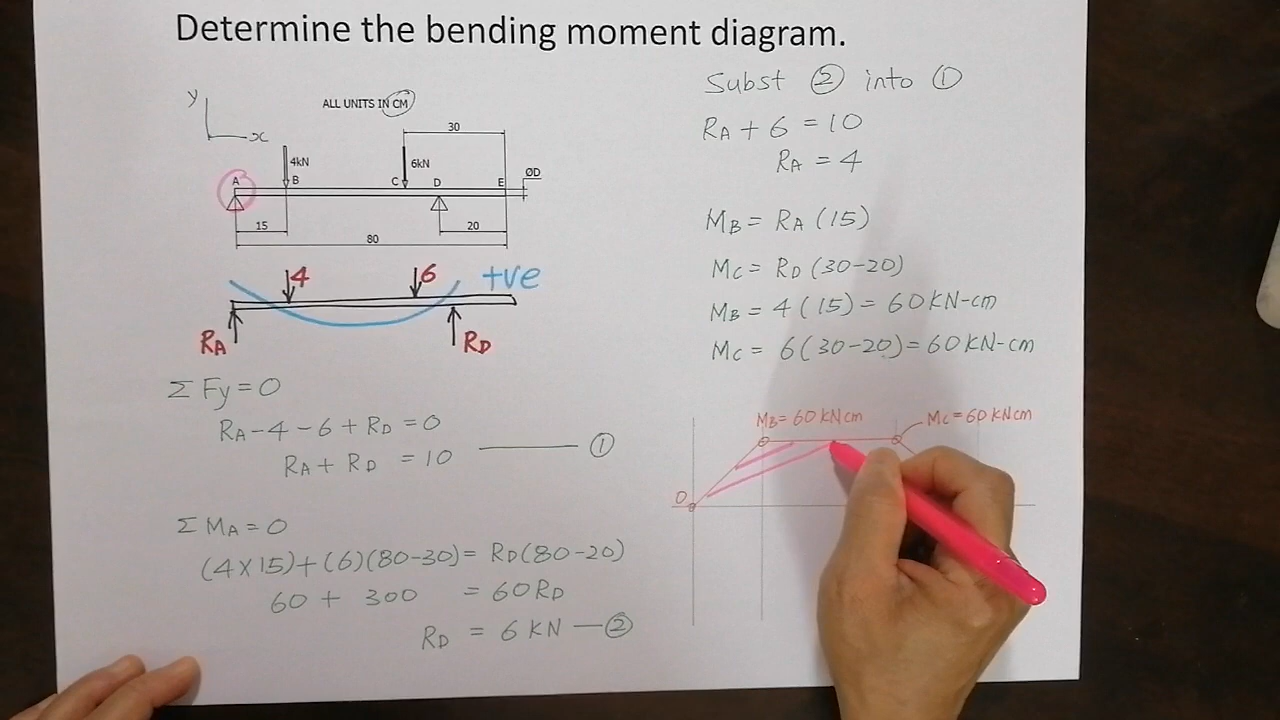 Determine the bending moment diagram.
y
x
ALL UNITS IN CM
30
4kN
6kN
ØD
A
B
C
D
E
15
20
80
4
6
+ve
RA
RD
Σ Fy = 0
RA - 4 - 6 + RD = 0
RA + RD = 10 ①
Σ MA = 0
(4 X 15) + (6)(80-30) = RD (80-20)
60 + 300 = 60 RD
RD = 6 KN — ②
Subst ② into ①
RA + 6 = 10
RA = 4
MB = RA (15)
MC = RD (30-20)
MB = 4 (15) = 60 KN-cm
MC = 6 (30-20) = 60 KN-cm
MB = 60 KN cm
MC = 60 KN cm
0